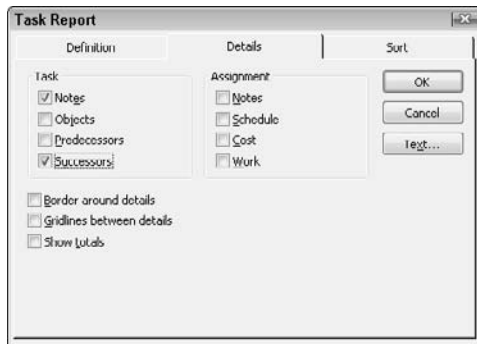 Task Report
Definition Details Sort
Task Assignment
Notes Notes
Objects Schedule
Predecessors Cost
Successors Work
OK
Cancel
Text...
Border around details
Gridlines between details
Show totals